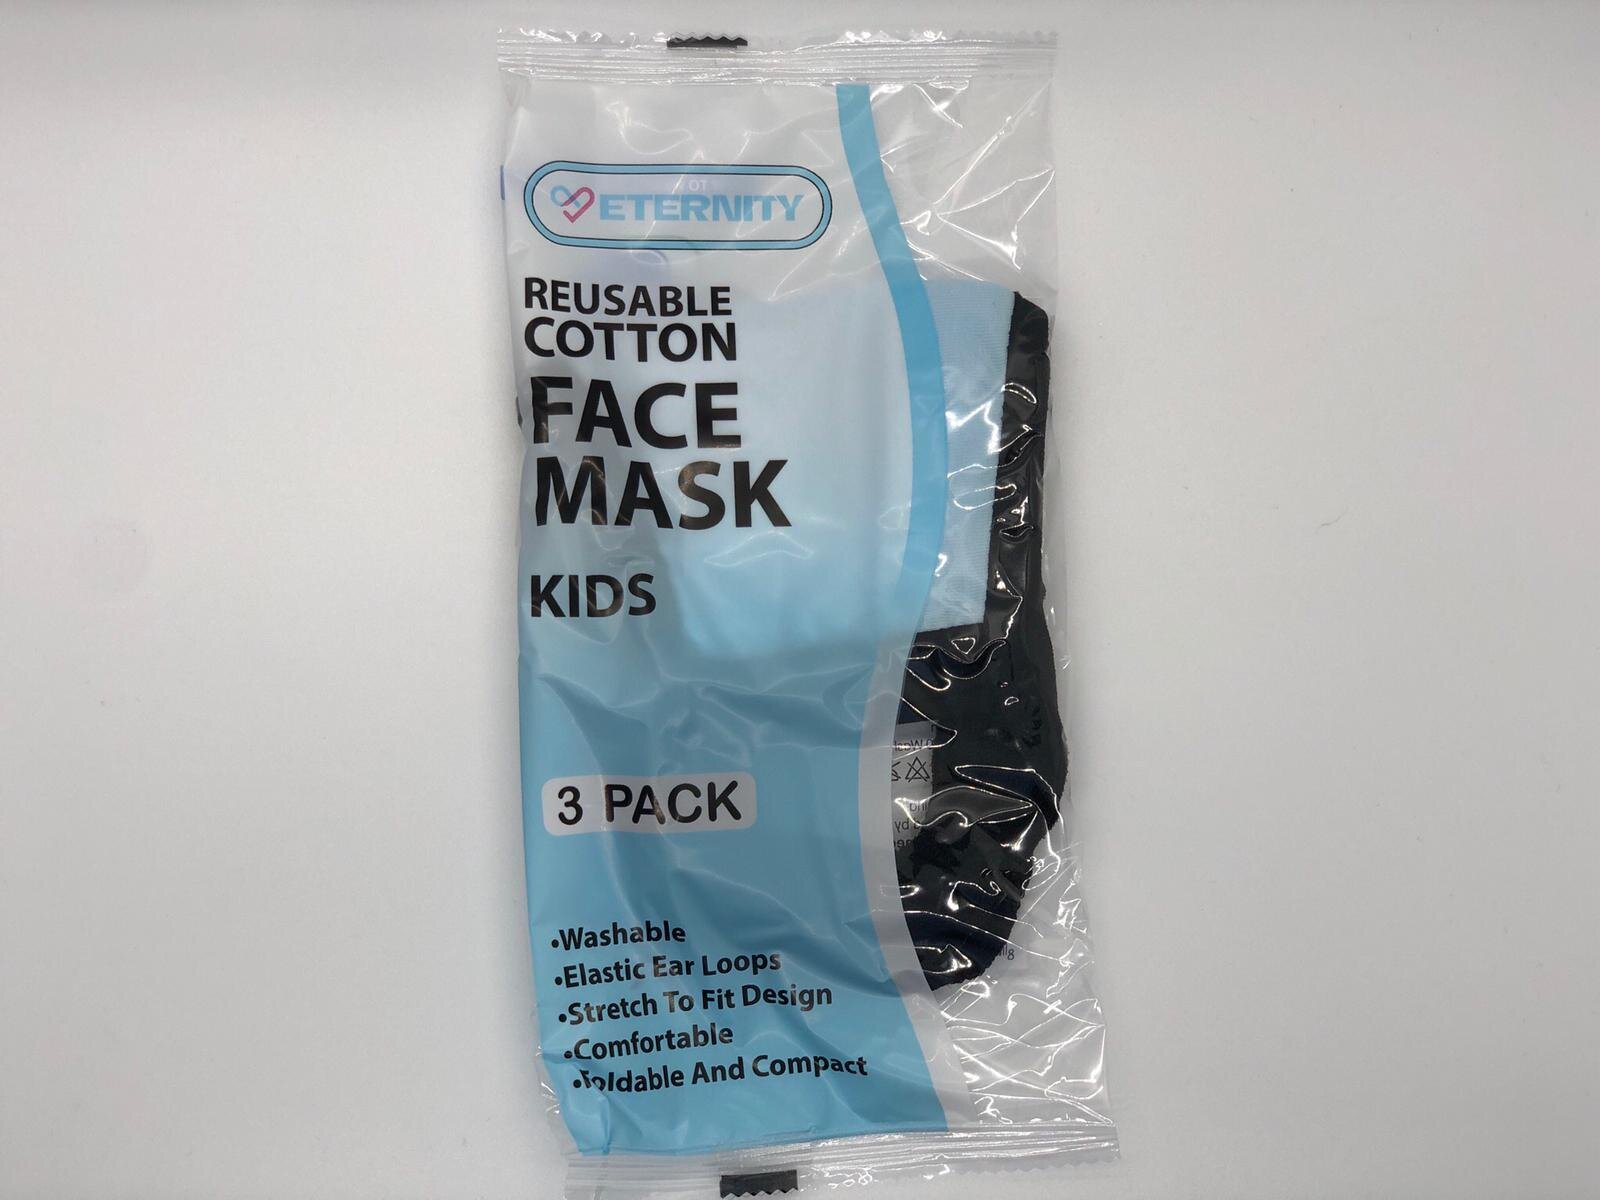 ETERNITY
REUSABLE
COTTON
FACE
MASK
KIDS
3 PACK
•Washable
•Elastic Ear Loops
•Stretch To Fit Design
•Comfortable
•Foldable And Compact